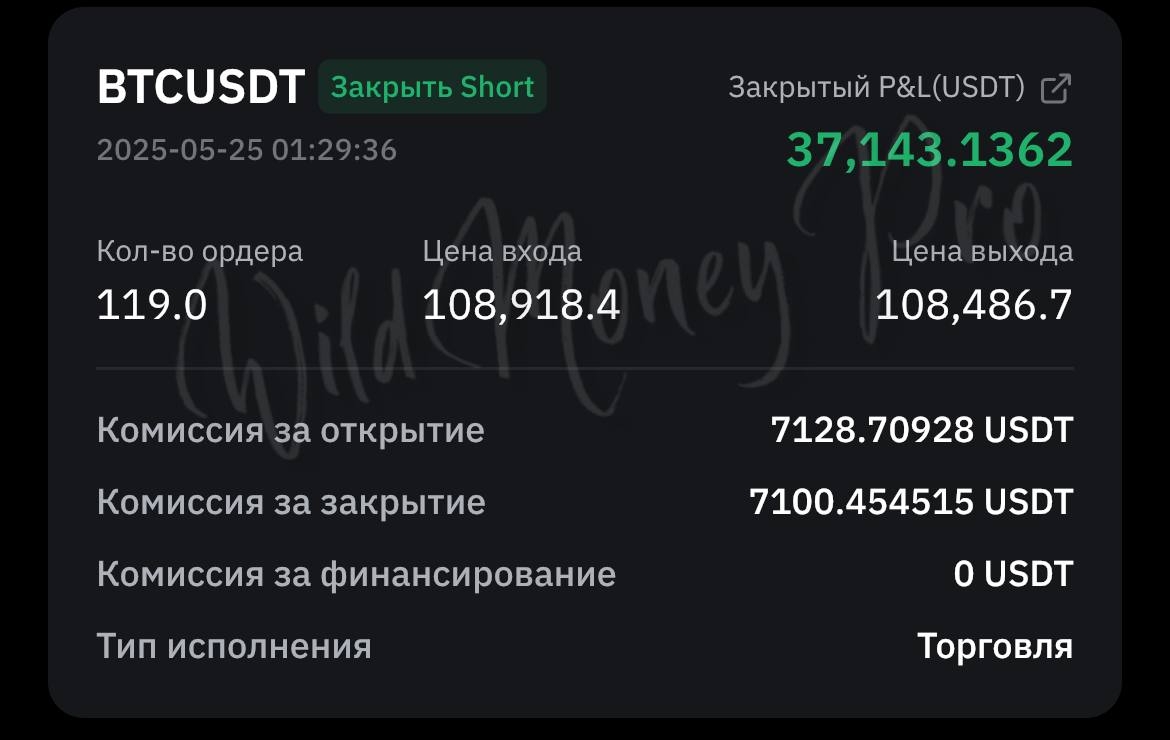 BTCUSDT Закрыть Short Закрытый P&L(USDT)
2025-05-25 01:29:36 37,143.1362
Кол-во ордера Цена входа Цена выхода
119.0 108,918.4 108,486.7
Wild Money Pro
Комиссия за открытие 7128.70928 USDT
Комиссия за закрытие 7100.454515 USDT
Комиссия за финансирование 0 USDT
Тип исполнения Торговля